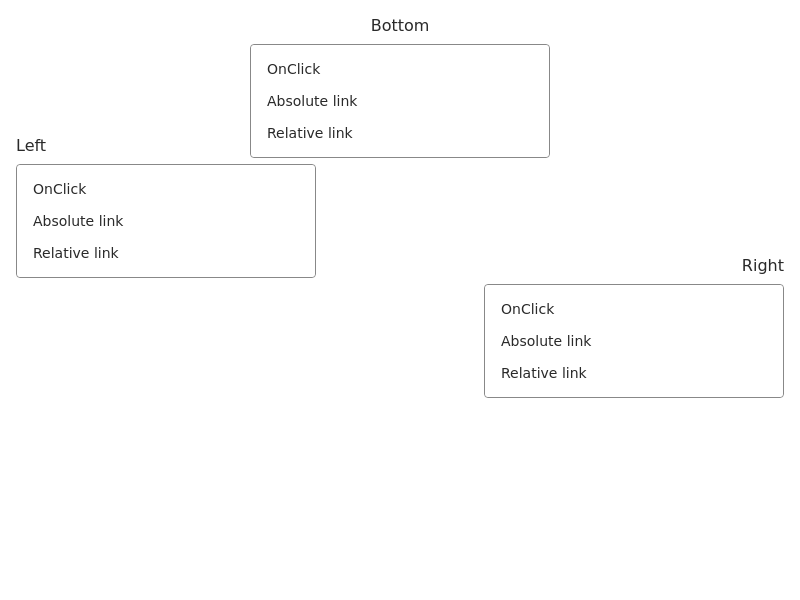 Bottom
OnClick
Absolute link
Relative link
Left
OnClick
Absolute link
Relative link
Right
OnClick
Absolute link
Relative link